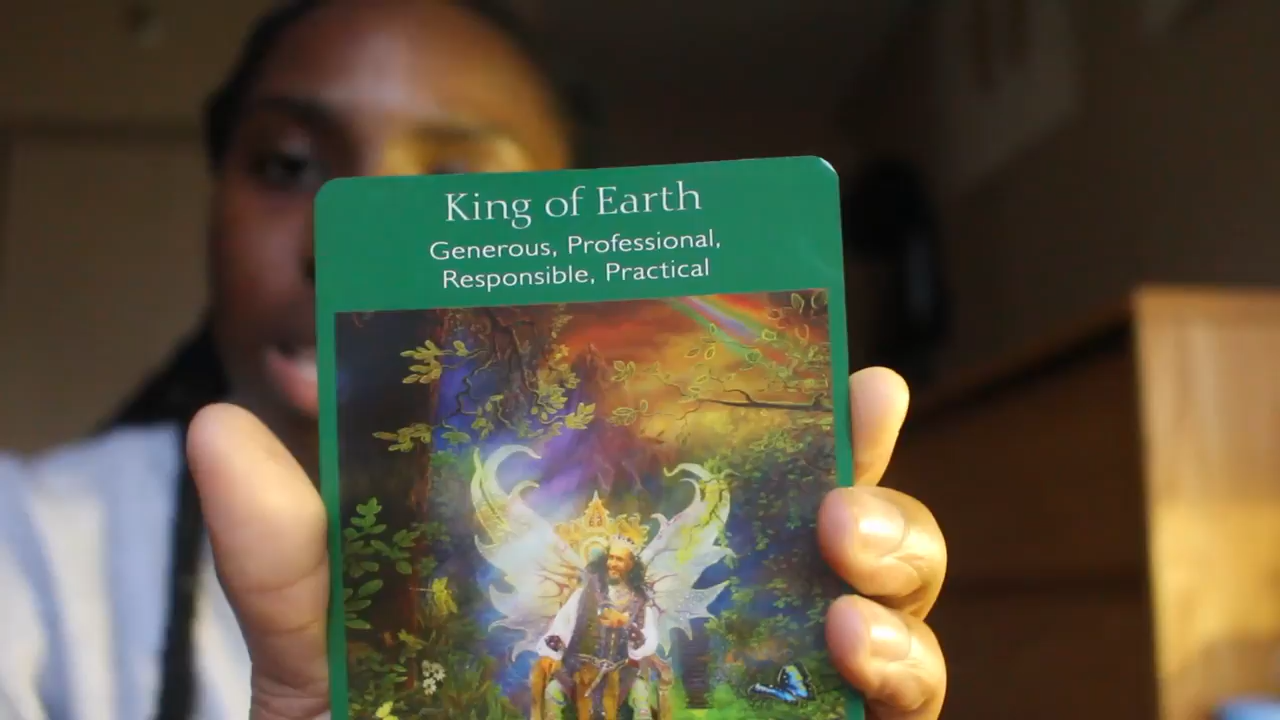 King of Earth
Generous, Professional,
Responsible, Practical